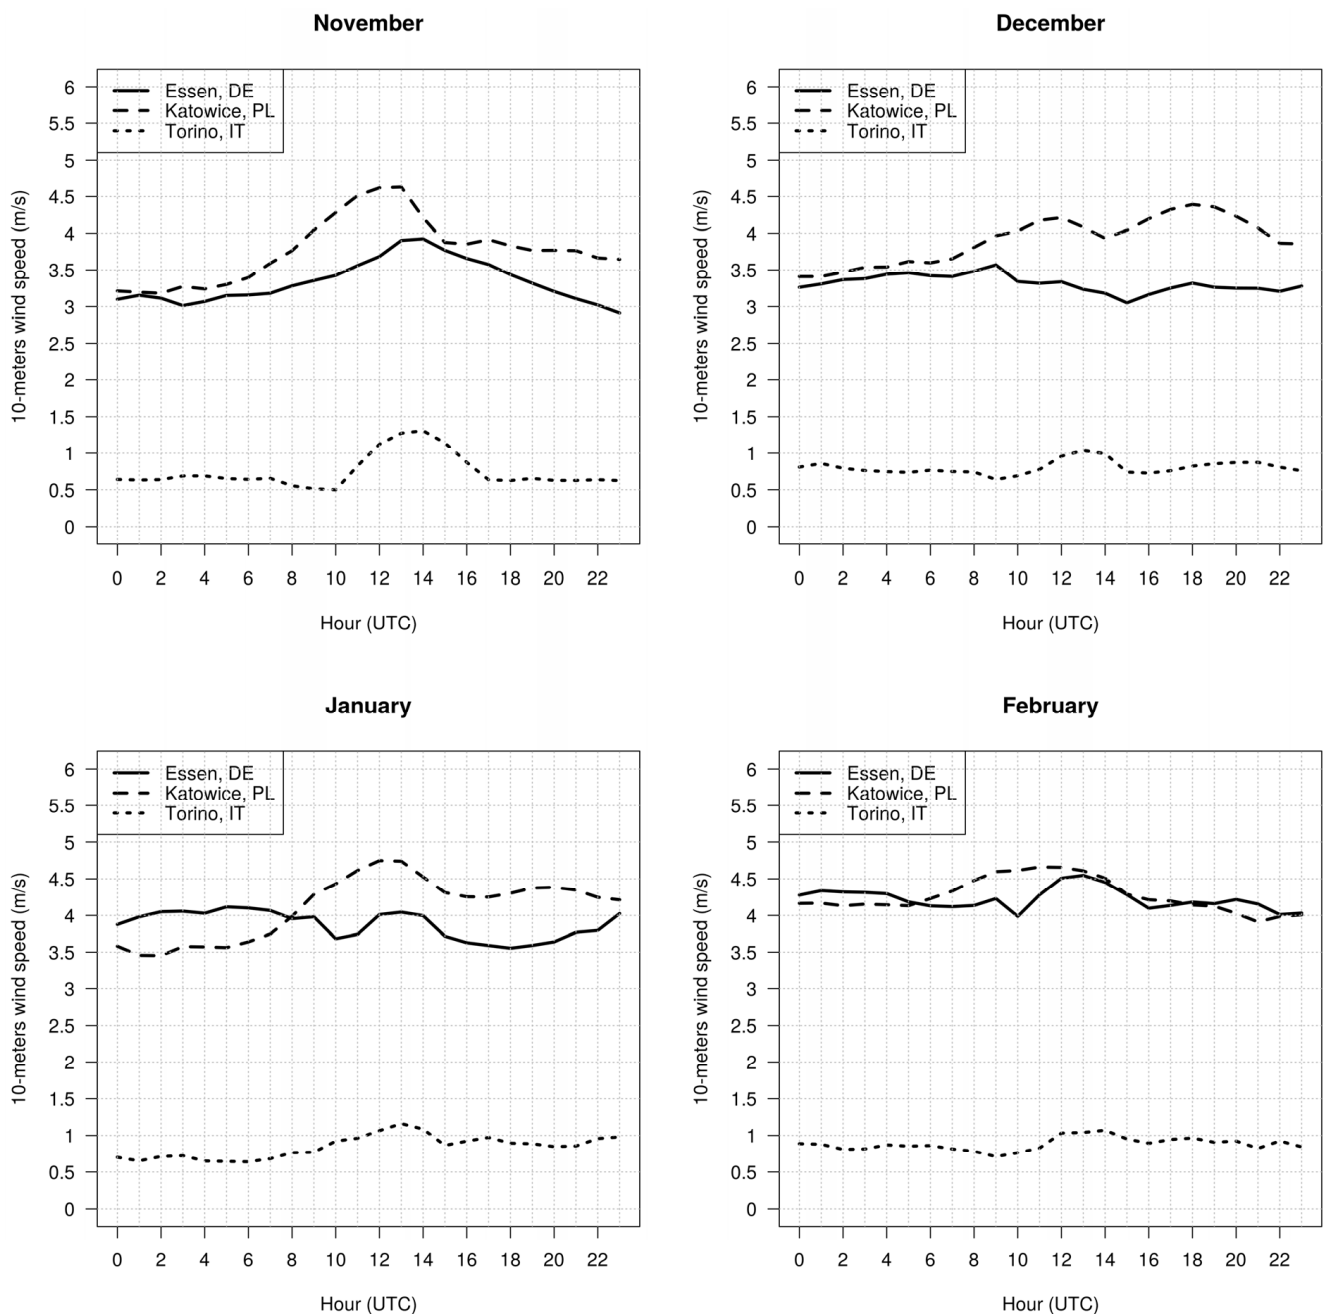 November
Essen, DE
Katowice, PL
Torino, IT
6
5.5
5
4.5
4
3.5
3
2.5
2
1.5
1
0.5
0
10-meters wind speed (m/s)
0 2 4 6 8 10 12 14 16 18 20 22
Hour (UTC)
December
Essen, DE
Katowice, PL
Torino, IT
6
5.5
5
4.5
4
3.5
3
2.5
2
1.5
1
0.5
0
10-meters wind speed (m/s)
0 2 4 6 8 10 12 14 16 18 20 22
Hour (UTC)
January
Essen, DE
Katowice, PL
Torino, IT
6
5.5
5
4.5
4
3.5
3
2.5
2
1.5
1
0.5
0
10-meters wind speed (m/s)
0 2 4 6 8 10 12 14 16 18 20 22
Hour (UTC)
February
Essen, DE
Katowice, PL
Torino, IT
6
5.5
5
4.5
4
3.5
3
2.5
2
1.5
1
0.5
0
10-meters wind speed (m/s)
0 2 4 6 8 10 12 14 16 18 20 22
Hour (UTC)